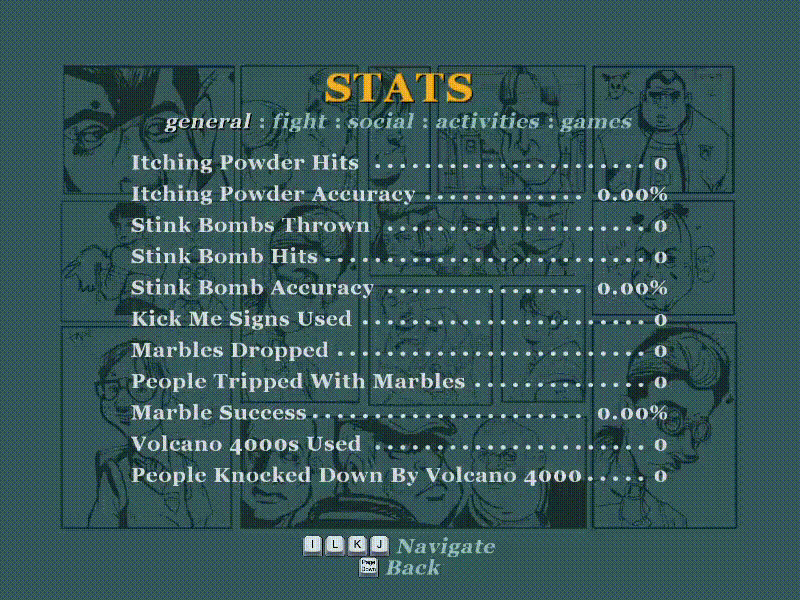 STATS
general : fight : social : activities : games
Itching Powder Hits ...................... 0
Itching Powder Accuracy ............. 0.00%
Stink Bombs Thrown ..................... 0
Stink Bomb Hits .......................... 0
Stink Bomb Accuracy ................ 0.00%
Kick Me Signs Used ....................... 0
Marbles Dropped ......................... 0
People Tripped With Marbles .............. 0
Marble Success ...................... 0.00%
Volcano 4000s Used ...................... 0
People Knocked Down By Volcano 4000 ..... 0
I L K J Navigate
Page Down Back